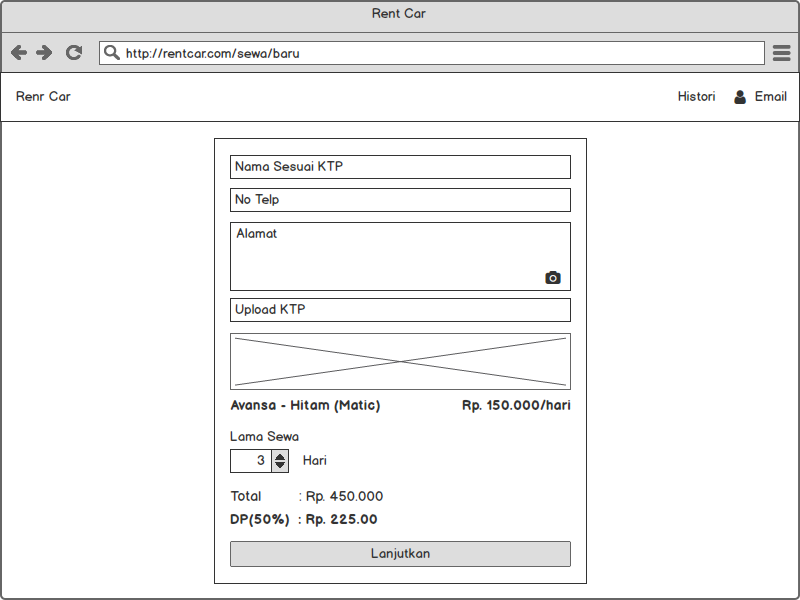 Rent Car
http://rentcar.com/sewa/baru
Renr Car
Histori
Email
Nama Sesuai KTP
No Telp
Alamat
Upload KTP
Avansa - Hitam (Matic)
Rp. 150.000/hari
Lama Sewa
3 Hari
Total : Rp. 450.000
DP(50%) : Rp. 225.00
Lanjutkan